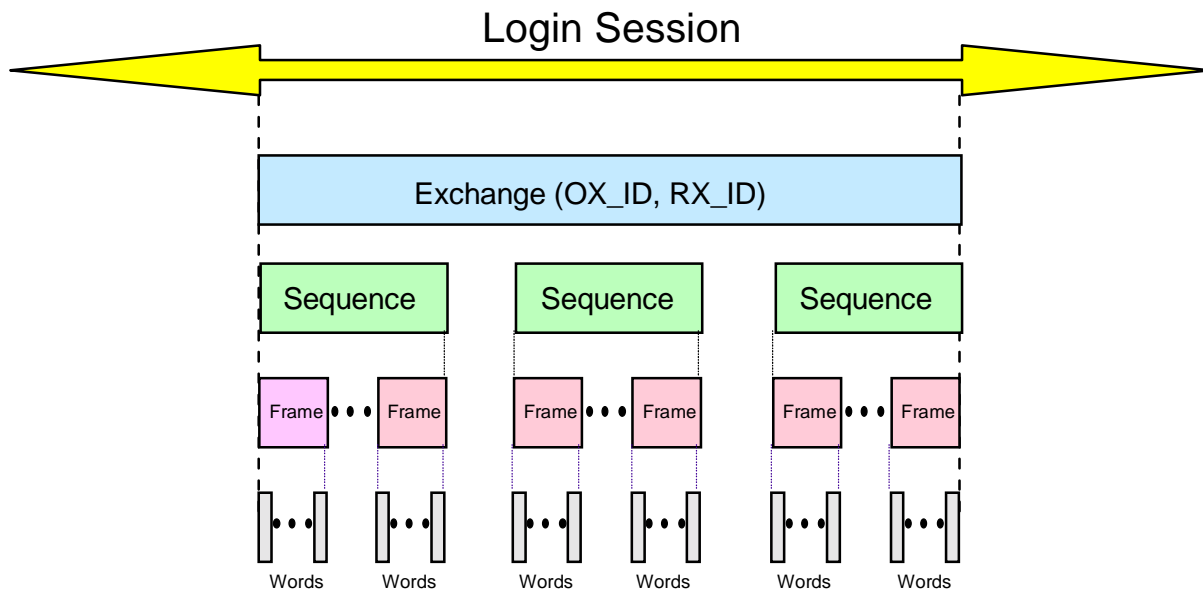 Login Session
Exchange (OX_ID, RX_ID)
Sequence Sequence Sequence
Frame Frame Frame Frame Frame Frame
Words Words Words Words Words Words